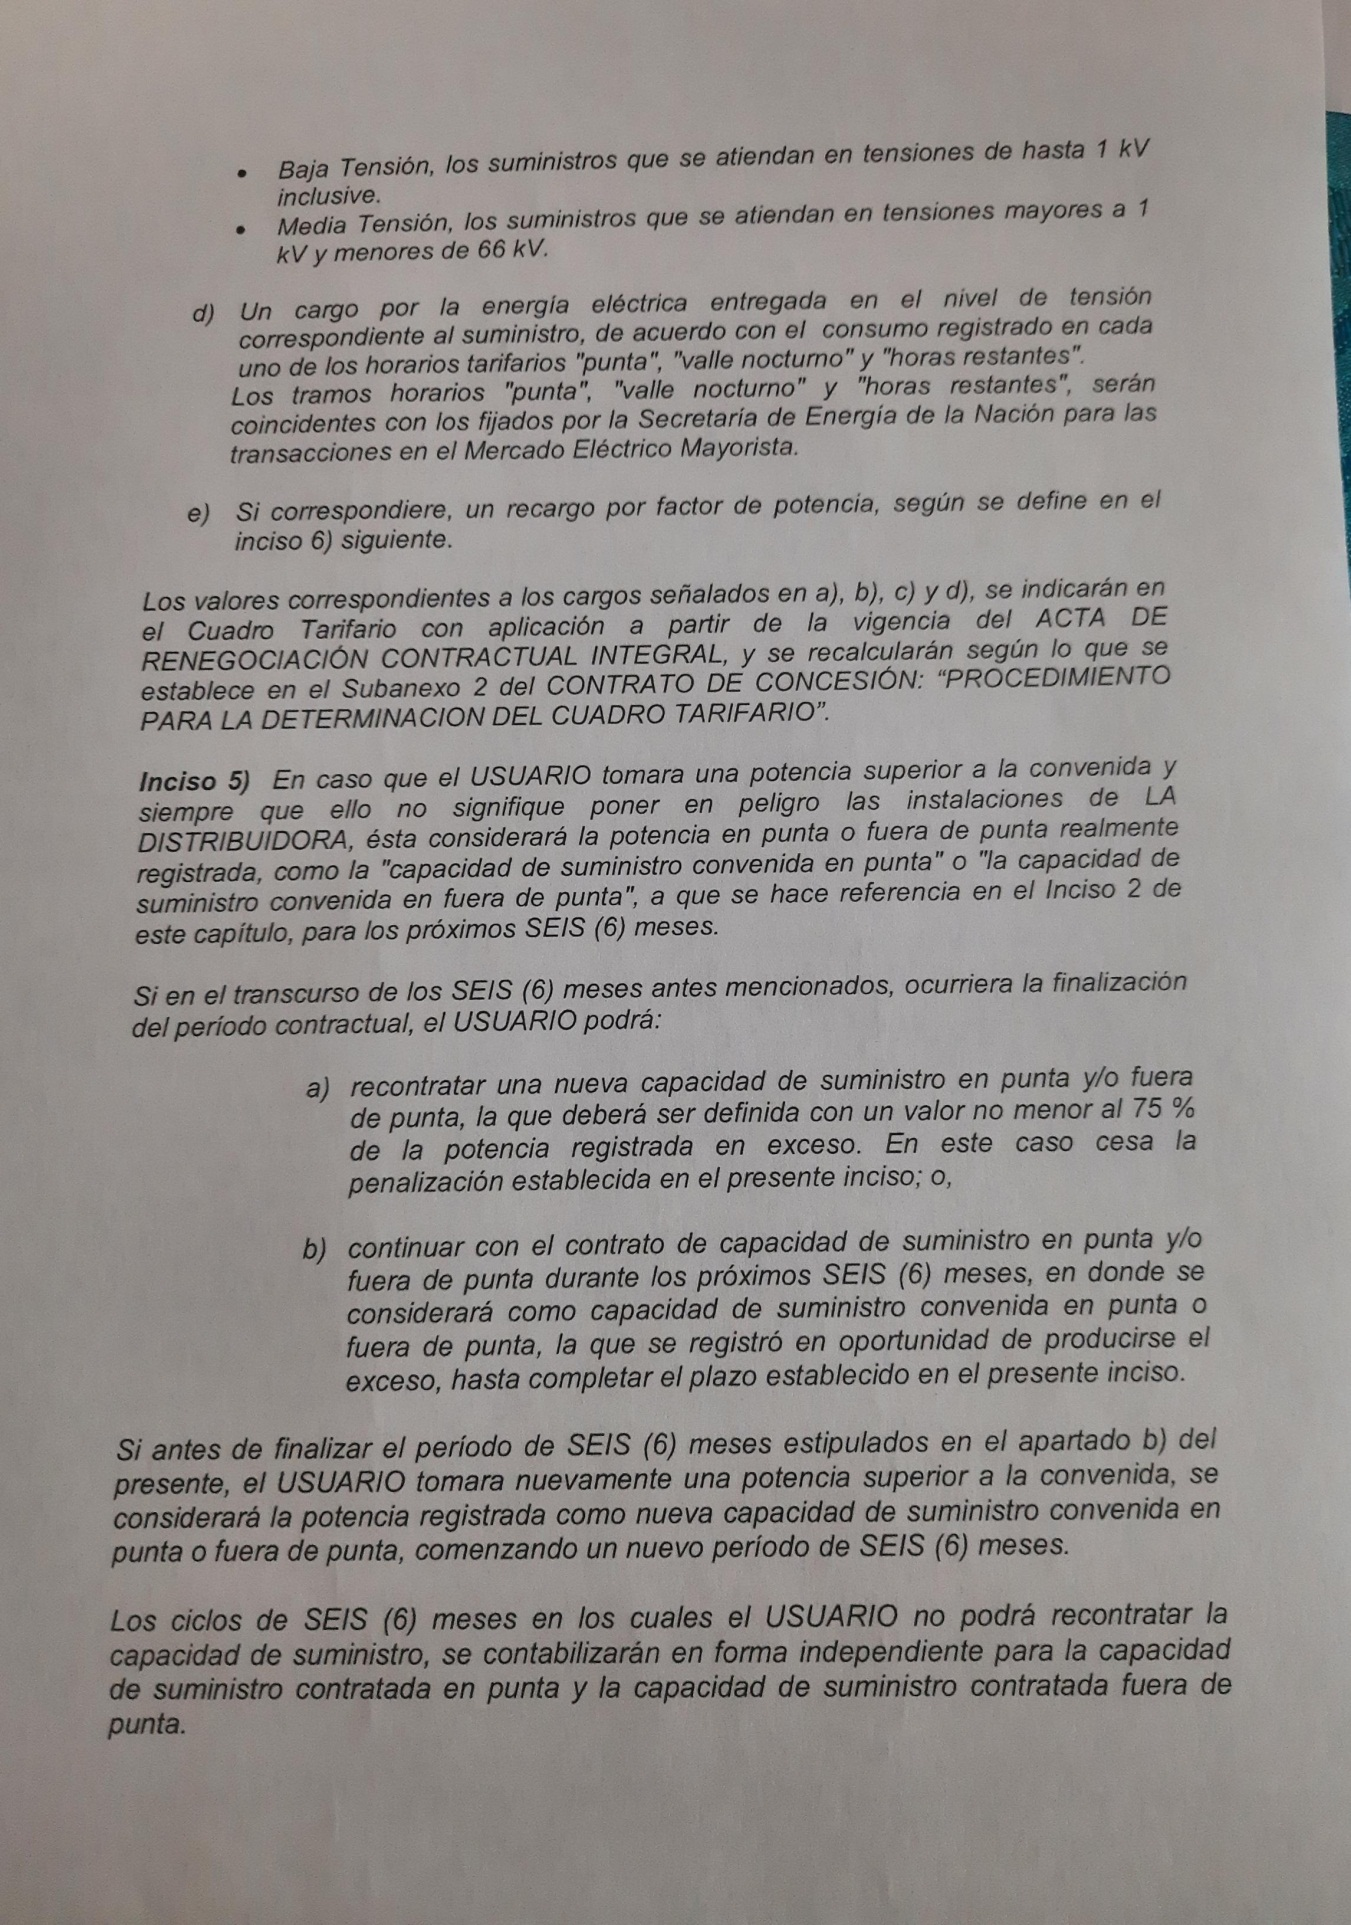 • Baja Tensión, los suministros que se atiendan en tensiones de hasta 1 kV
inclusive.
• Media Tensión, los suministros que se atiendan en tensiones mayores a 1
kV y menores de 66 kV.
d) Un cargo por la energía eléctrica entregada en el nivel de tensión
correspondiente al suministro, de acuerdo con el consumo registrado en cada
uno de los horarios tarifarios "punta", "valle nocturno" y "horas restantes".
Los tramos horarios "punta", "valle nocturno" y "horas restantes", serán
coincidentes con los fijados por la Secretaría de Energía de la Nación para las
transacciones en el Mercado Eléctrico Mayorista.
e) Si correspondiere, un recargo por factor de potencia, según se define en el
inciso 6) siguiente.
Los valores correspondientes a los cargos señalados en a), b), c) y d), se indicarán en
el Cuadro Tarifario con aplicación a partir de la vigencia del ACTA DE
RENEGOCIACIÓN CONTRACTUAL INTEGRAL, y se recalcularán según lo que se
establece en el Subanexo 2 del CONTRATO DE CONCESIÓN: “PROCEDIMIENTO
PARA LA DETERMINACION DEL CUADRO TARIFARIO”.
Inciso 5) En caso que el USUARIO tomara una potencia superior a la convenida y
siempre que ello no signifique poner en peligro las instalaciones de LA
DISTRIBUIDORA, ésta considerará la potencia en punta o fuera de punta realmente
registrada, como la "capacidad de suministro convenida en punta" o "la capacidad de
suministro convenida en fuera de punta", a que se hace referencia en el Inciso 2 de
este capítulo, para los próximos SEIS (6) meses.
Si en el transcurso de los SEIS (6) meses antes mencionados, ocurriera la finalización
del período contractual, el USUARIO podrá:
a) recontratar una nueva capacidad de suministro en punta y/o fuera
de punta, la que deberá ser definida con un valor no menor al 75 %
de la potencia registrada en exceso. En este caso cesa la
penalización establecida en el presente inciso; o,
b) continuar con el contrato de capacidad de suministro en punta y/o
fuera de punta durante los próximos SEIS (6) meses, en donde se
considerará como capacidad de suministro convenida en punta o
fuera de punta, la que se registró en oportunidad de producirse el
exceso, hasta completar el plazo establecido en el presente inciso.
Si antes de finalizar el período de SEIS (6) meses estipulados en el apartado b) del
presente, el USUARIO tomara nuevamente una potencia superior a la convenida, se
considerará la potencia registrada como nueva capacidad de suministro convenida en
punta o fuera de punta, comenzando un nuevo período de SEIS (6) meses.
Los ciclos de SEIS (6) meses en los cuales el USUARIO no podrá recontratar la
capacidad de suministro, se contabilizarán en forma independiente para la capacidad
de suministro contratada en punta y la capacidad de suministro contratada fuera de
punta.